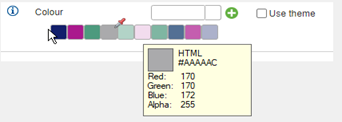 Colour
Use theme
HTML
#AAAAAC
Red: 170
Green: 170
Blue: 172
Alpha: 255